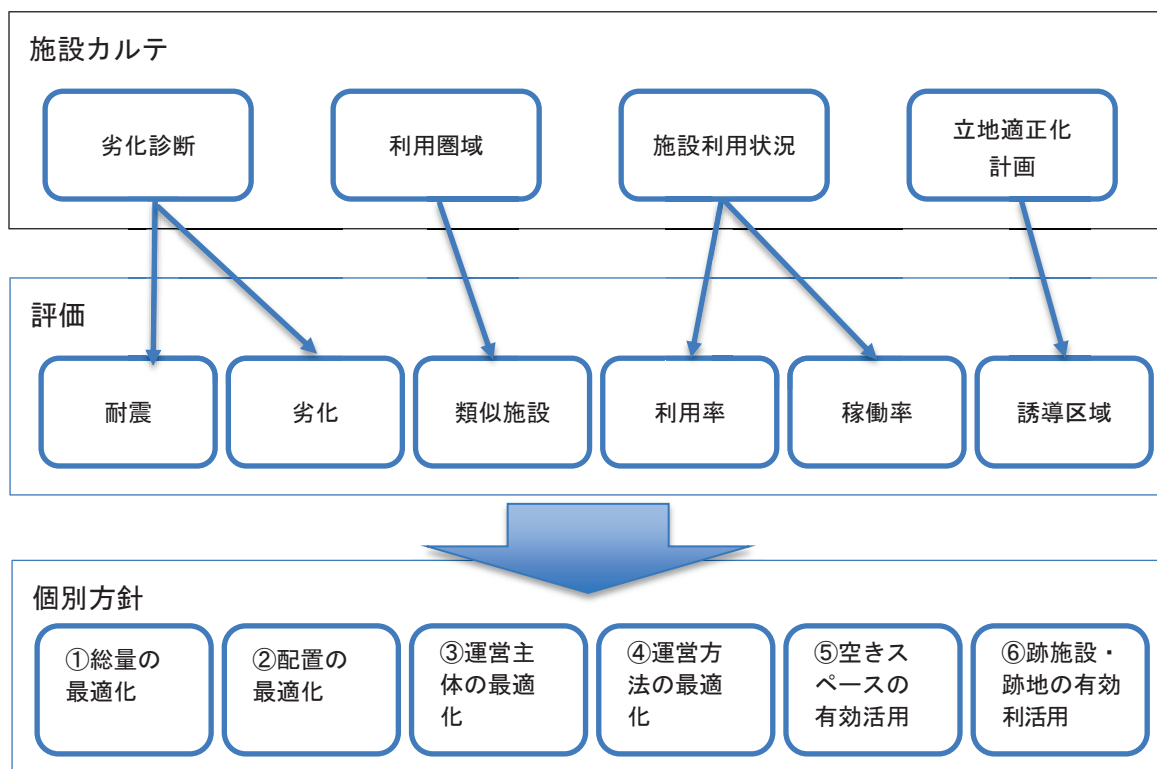 施設カルテ
劣化診断
利用圏域
施設利用状況
立地適正化
計画
評価
耐震
劣化
類似施設
利用率
稼働率
誘導区域
個別方針
①総量の
最適化
②配置の
最適化
③運営主
体の最適
化
④運営方
法の最適
化
⑤空きス
ペースの
有効活用
⑥跡施設・
跡地の有効
利活用